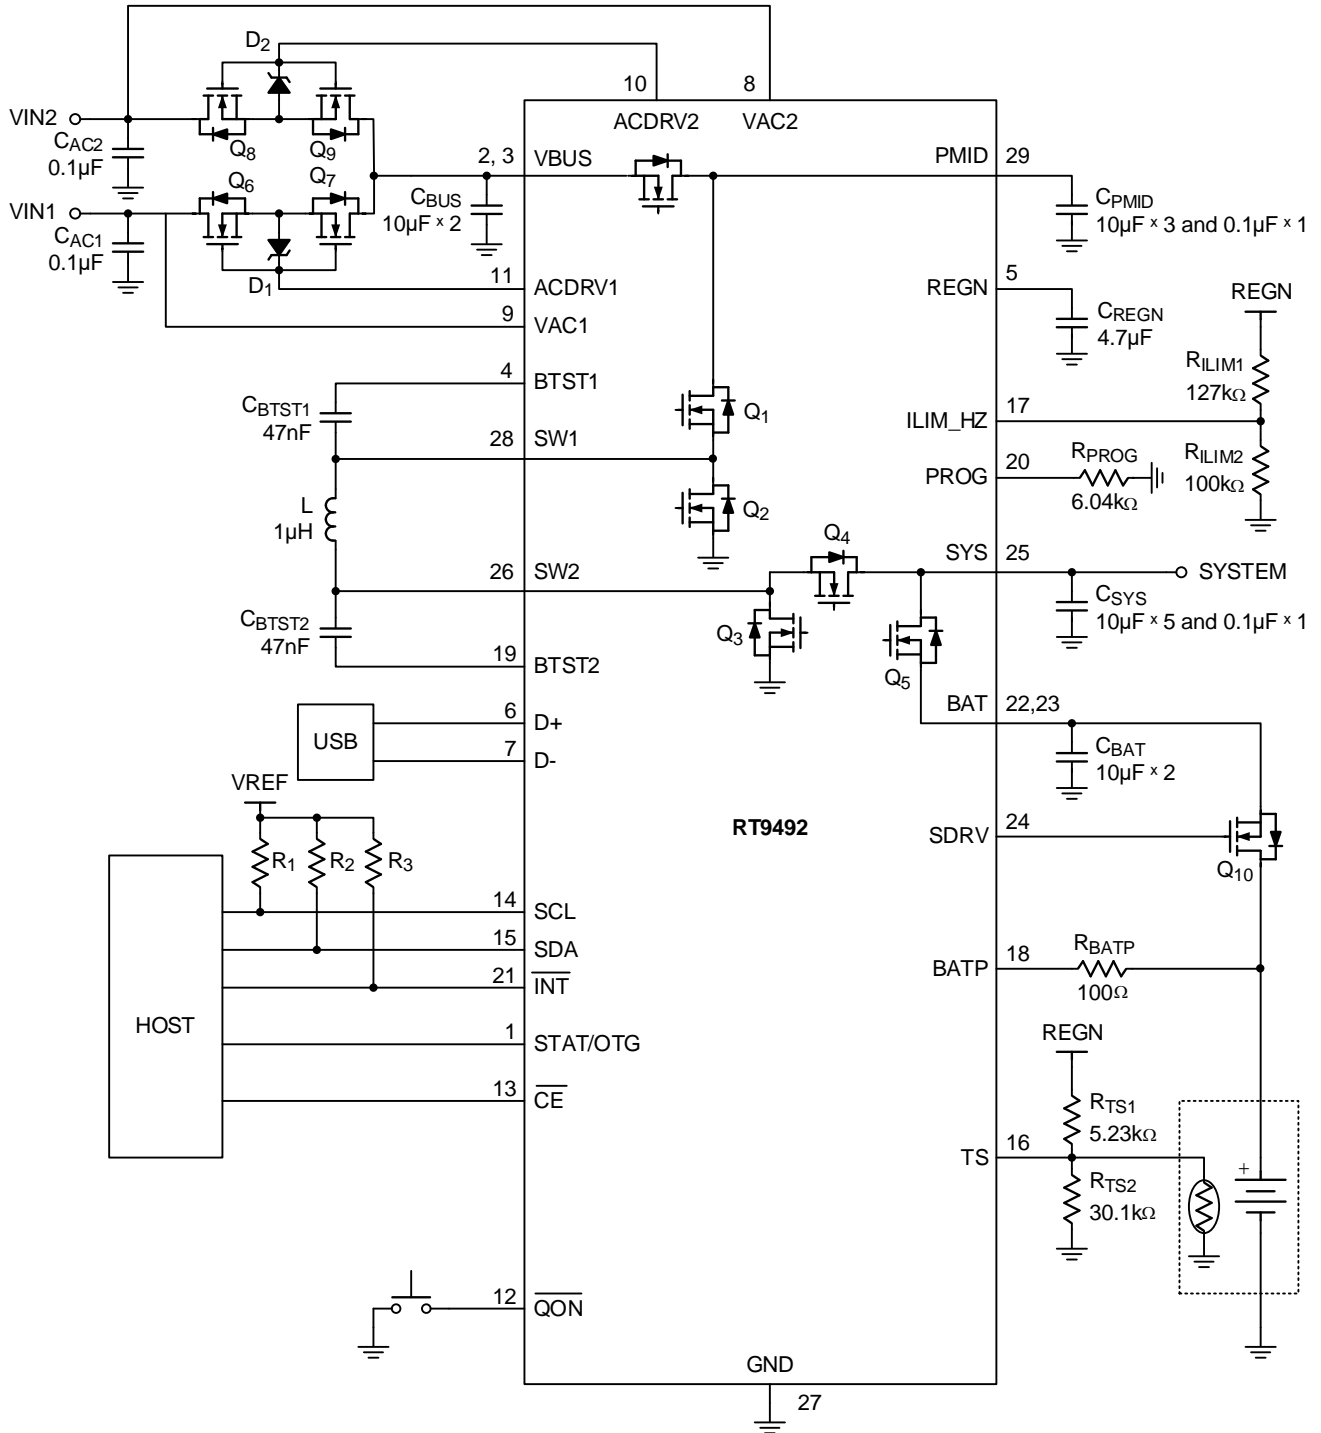 D2
10
8
ACDRV2
VAC2
VIN2
CAC2
0.1µF
Q8
Q9
2, 3
VBUS
PMID
29
Q6
Q7
CBUS
10µF x 2
CPMID
10µF x 3 and 0.1µF x 1
VIN1
CAC1
0.1µF
D1
11
ACDRV1
REGN
5
REGN
9
VAC1
CREGN
4.7µF
4
BTST1
RILIM1
127kΩ
CBTST1
47nF
Q1
ILIM_HZ
17
28
SW1
RPROG
20
PROG
6.04kΩ
RILIM2
100kΩ
L
1µH
Q2
Q4
SYS
25
SYSTEM
26
SW2
CSYS
10µF x 5 and 0.1µF x 1
CBTST2
47nF
Q3
Q5
19
BTST2
BAT
22,23
6
D+
USB
7
D-
CBAT
10µF x 2
VREF
RT9492
SDRV
24
Q10
R1
R2
R3
14
SCL
15
SDA
BATP
18
RBATP
100Ω
21
INT
HOST
1
STAT/OTG
REGN
13
CE
RTS1
5.23kΩ
TS
16
+
RTS2
30.1kΩ
12
QON
GND
27